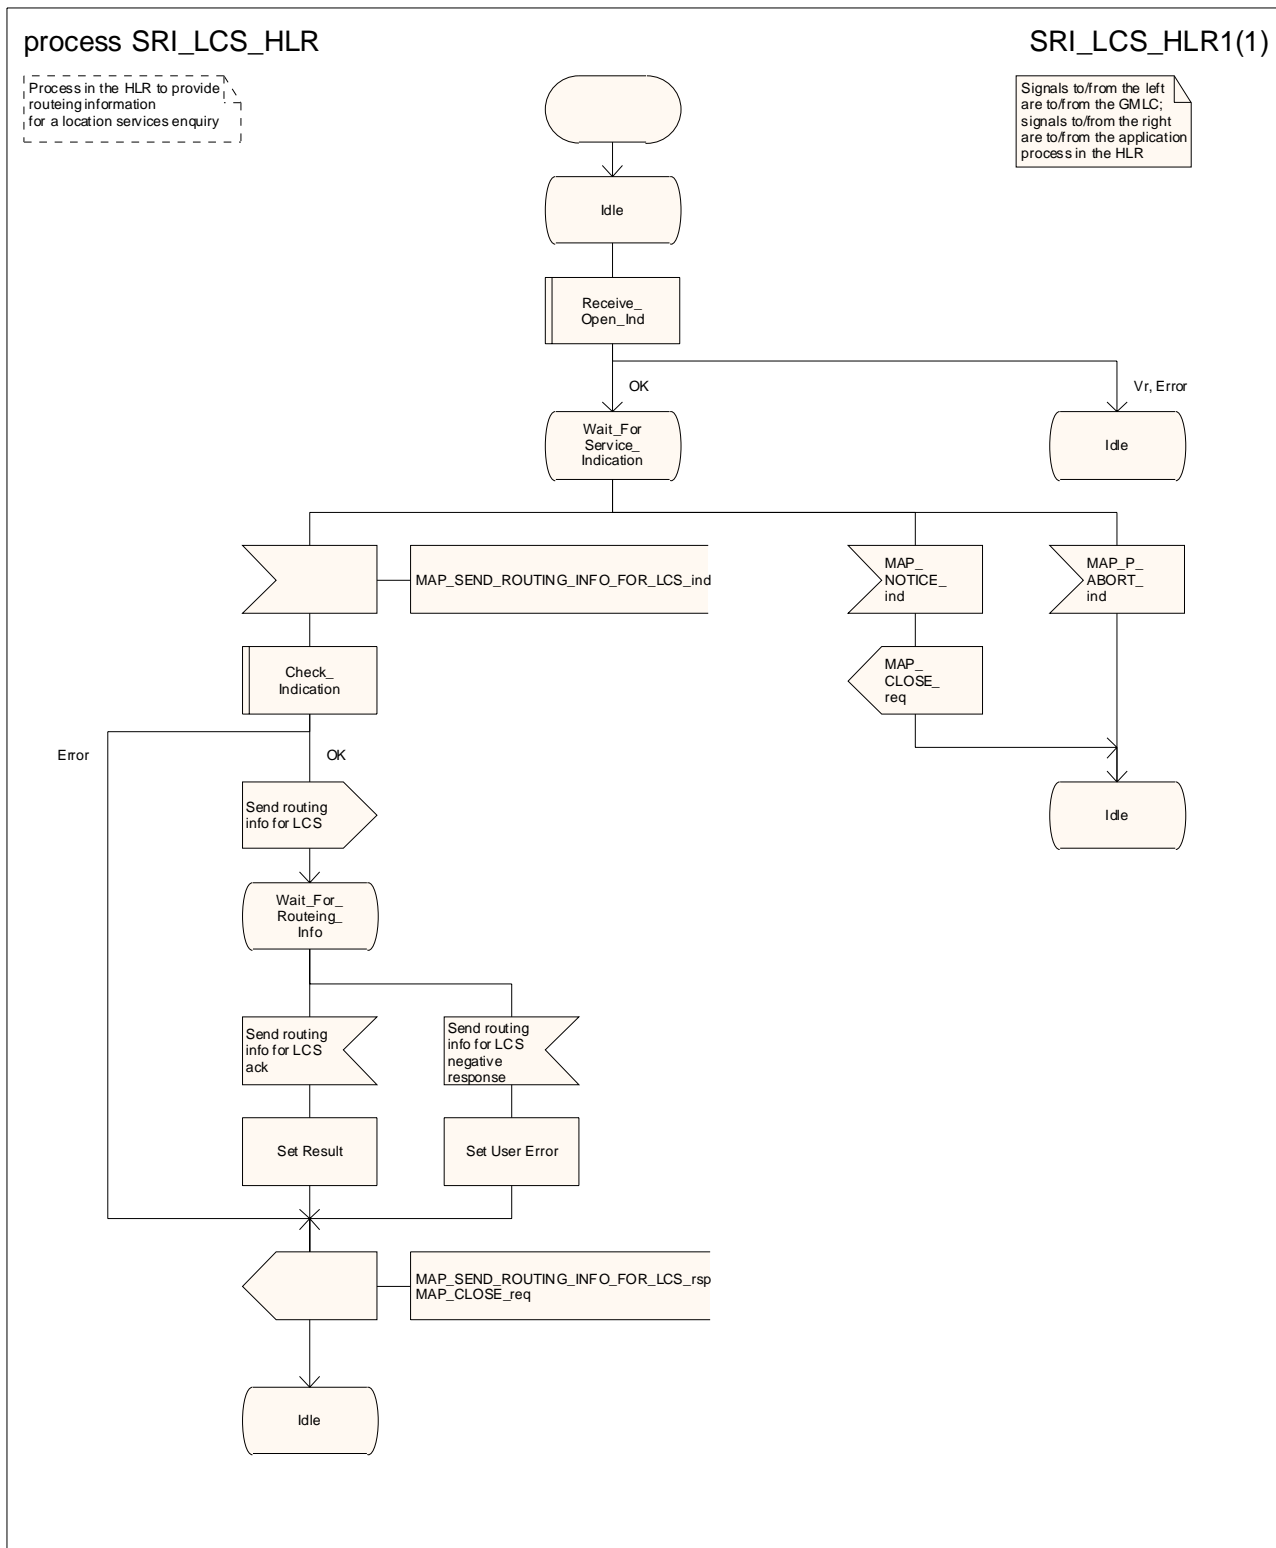 process SRI_LCS_HLR
SRI_LCS_HLR1(1)
Process in the HLR to provide
routeing information
for a location services enquiry
Signals to/from the left
are to/from the GMLC;
signals to/from the right
are to/from the application
process in the HLR
Idle
Receive_
Open_Ind
OK
Vr, Error
Wait_For
Service_
Indication
Idle
MAP_SEND_ROUTING_INFO_FOR_LCS_ind
MAP_
NOTICE_
ind
MAP_P_
ABORT_
ind
Check_
Indication
MAP_
CLOSE_
req
Error
OK
Send routing
info for LCS
Idle
Wait_For_
Routeing_
Info
Send routing
info for LCS
ack
Send routing
info for LCS
negative
response
Set Result
Set User Error
MAP_SEND_ROUTING_INFO_FOR_LCS_rsp
MAP_CLOSE_req
Idle